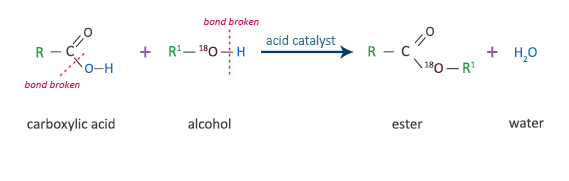 bond broken
R – C O O–H + R¹ – ¹⁸O – H acid catalyst R – C O ¹⁸O – R¹ + H₂O
bond broken
carboxylic acid alcohol ester water